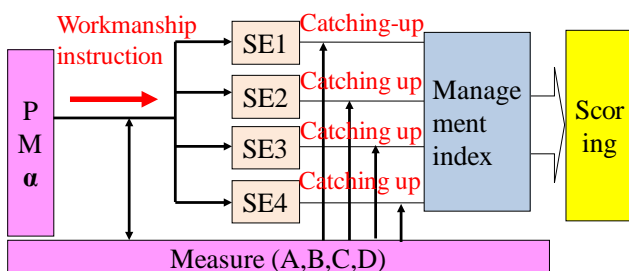 Workmanship
instruction
P
M
α
SE1
SE2
SE3
SE4
Catching-up
Catching up
Catching up
Catching up
Manage
ment
index
Scor
ing
Measure (A,B,C,D)